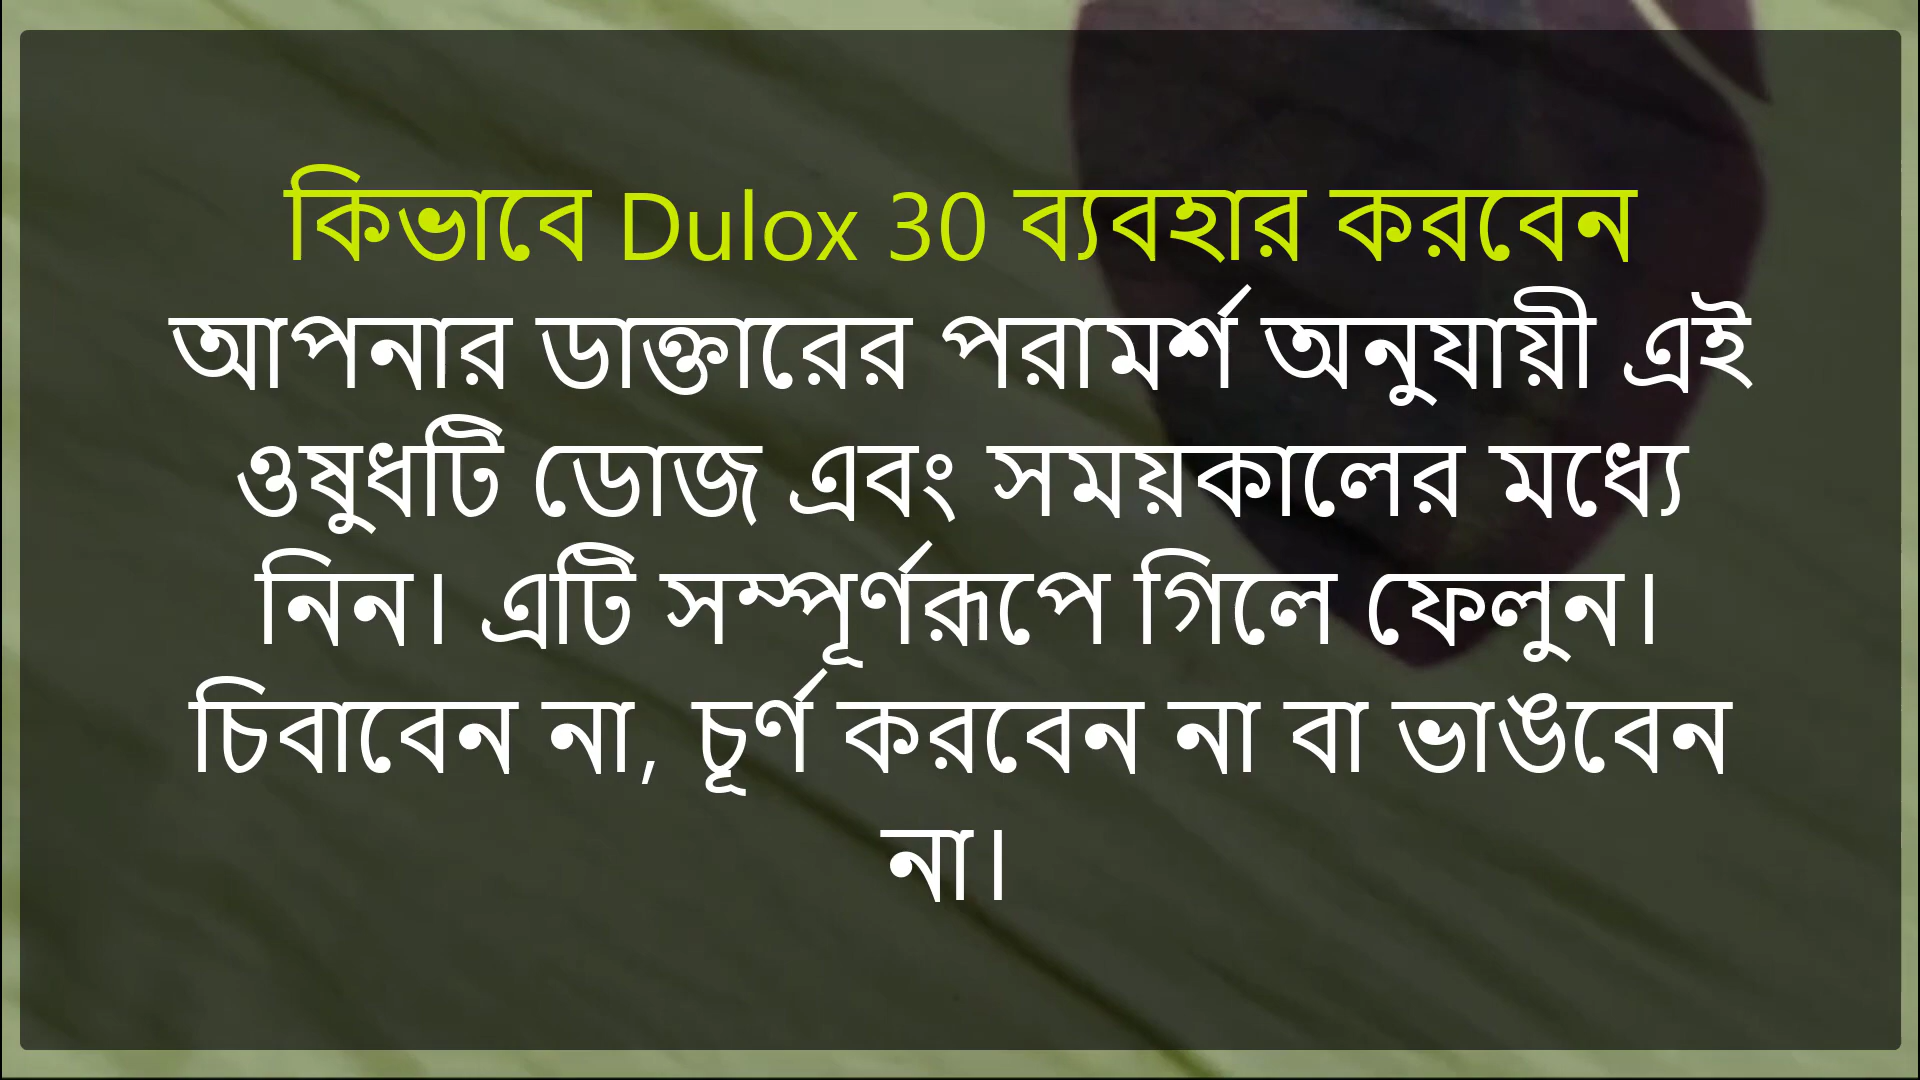 কিভাবে Dulox 30 ব্যবহার করবেন
আপনার ডাক্তারের পরামর্শ অনুযায়ী এই
ওষুধটি ডোজ এবং সময়কালের মধ্যে
নিন। এটি সম্পূর্ণরূপে গিলে ফেলুন।
চিবাবেন না, চূর্ণ করবেন না বা ভাঙবেন
না।